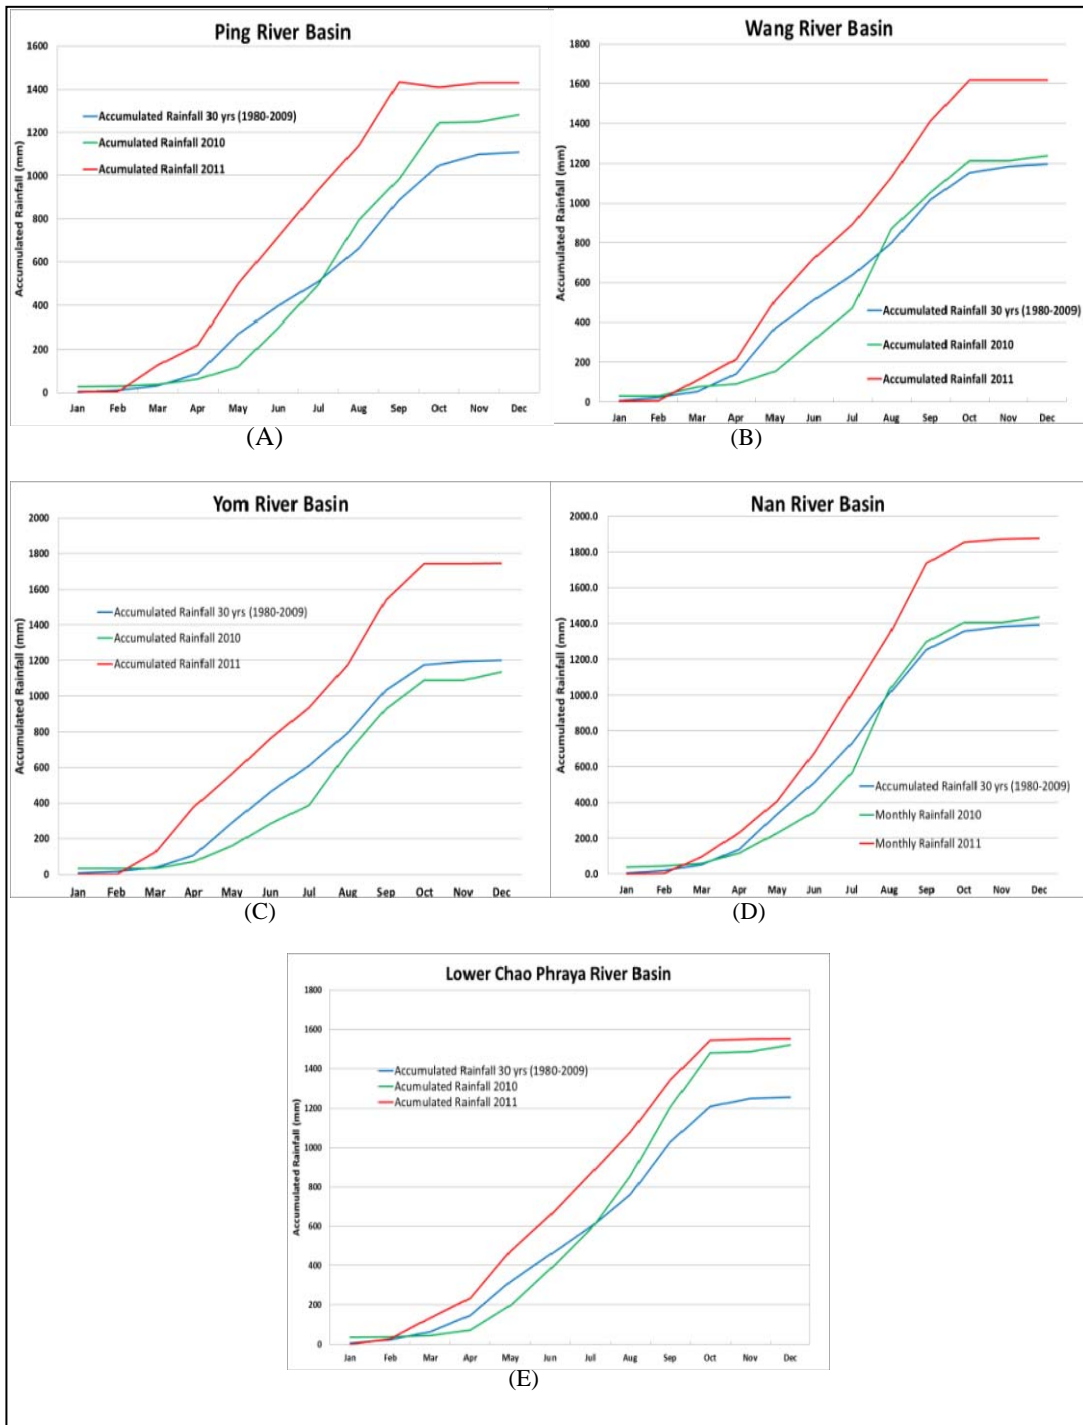 Ping River Basin
1600
1400
1200
1000
800
600
400
200
0
Accumulated Rainfall (mm)
Accumulated Rainfall 30 yrs (1980-2009)
Acumulated Rainfall 2010
Acumulated Rainfall 2011
Jan Feb Mar Apr May Jun Jul Aug Sep Oct Nov Dec
(A)
Wang River Basin
1800
1600
1400
1200
1000
800
600
400
200
0
Accumulated Rainfall (mm)
Accumulated Rainfall 30 yrs (1980-2009)
Accumulated Rainfall 2010
Accumulated Rainfall 2011
Jan Feb Mar Apr May Jun Jul Aug Sep Oct Nov Dec
(B)
Yom River Basin
2000
1800
1600
1400
1200
1000
800
600
400
200
0
Accumulated Rainfall (mm)
Accumulated Rainfall 30 yrs (1980-2009)
Accumulated Rainfall 2010
Accumulated Rainfall 2011
Jan Feb Mar Apr May Jun Jul Aug Sep Oct Nov Dec
(C)
Nan River Basin
2000.0
1800.0
1600.0
1400.0
1200.0
1000.0
800.0
600.0
400.0
200.0
0.0
Accumulated Rainfall (mm)
Accumulated Rainfall 30 yrs (1980-2009)
Monthly Rainfall 2010
Monthly Rainfall 2011
Jan Feb Mar Apr May Jun Jul Aug Sep Oct Nov Dec
(D)
Lower Chao Phraya River Basin
1800
1600
1400
1200
1000
800
600
400
200
0
Accumulated Rainfall (mm)
Accumulated Rainfall 30 yrs (1980-2009)
Acumulated Rainfall 2010
Acumulated Rainfall 2011
Jan Feb Mar Apr May Jun Jul Aug Sep Oct Nov Dec
(E)